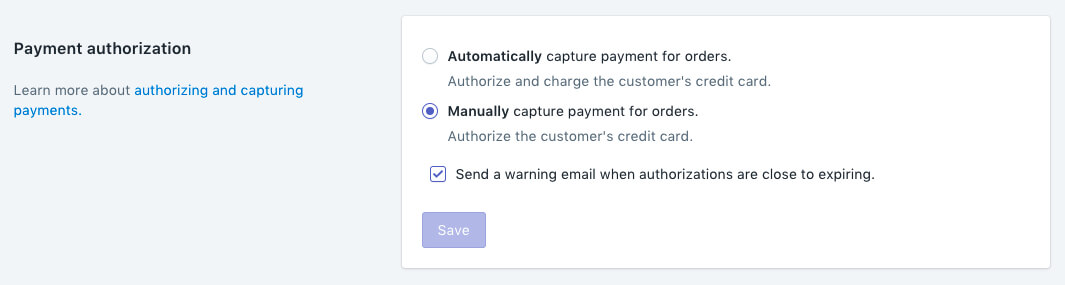 Payment authorization
Learn more about authorizing and capturing
payments.
Automatically capture payment for orders.
Authorize and charge the customer's credit card.
Manually capture payment for orders.
Authorize the customer's credit card.
Send a warning email when authorizations are close to expiring.
Save